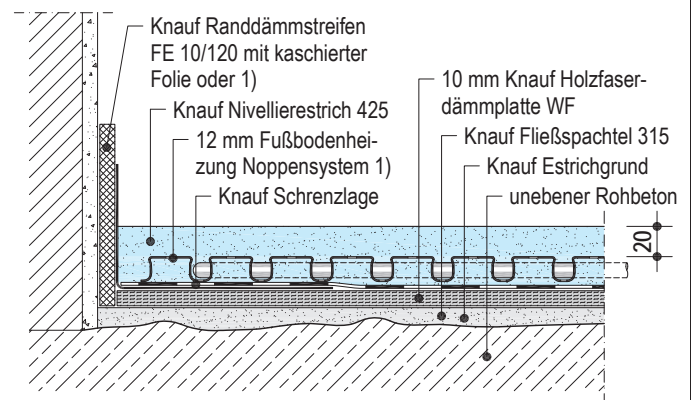 Knauf Randdämmstreifen
FE 10/120 mit kaschierter
Folie oder 1)
Knauf Nivellierestrich 425
12 mm Fußbodenhei-
zung Noppensystem 1)
Knauf Schrenzlage
10 mm Knauf Holzfaser-
dämmplatte WF
Knauf Fließspachtel 315
Knauf Estrichgrund
unebener Rohbeton
20